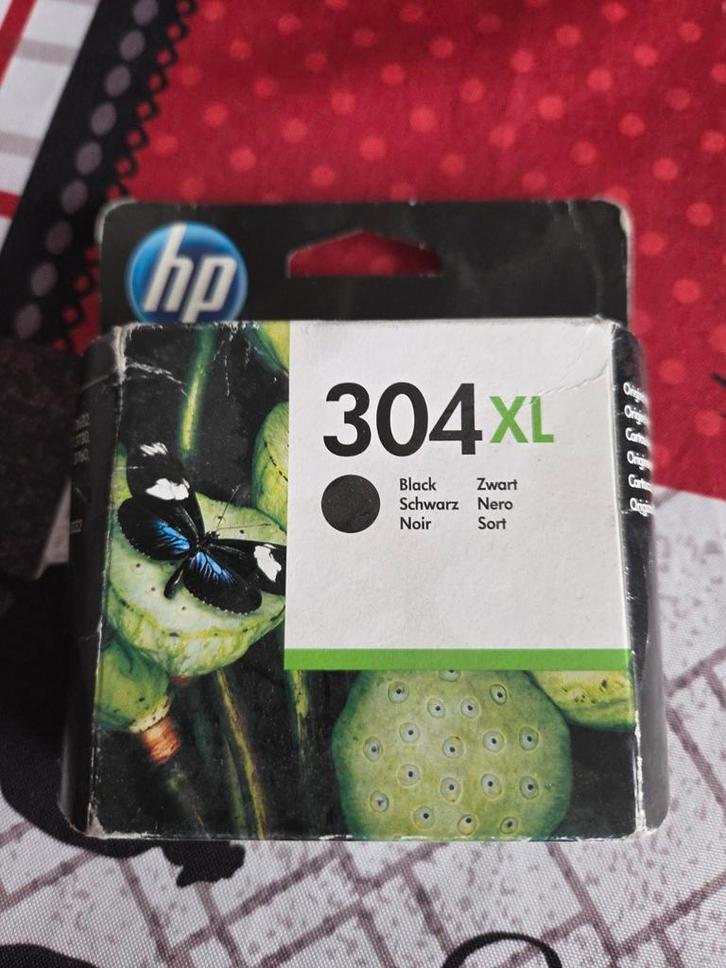 hp
304XL
Black Zwart
Schwarz Nero
Noir Sort